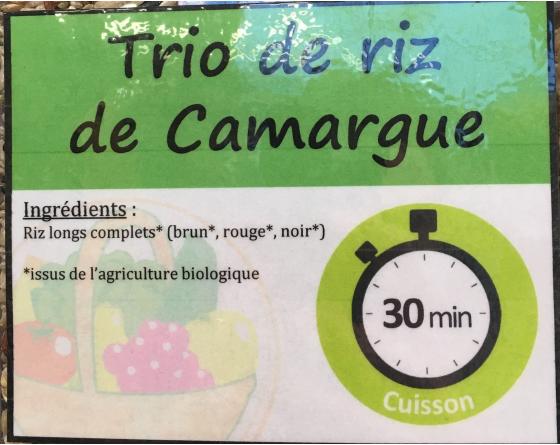 Trio de riz
de Camargue
Ingrédients :
Riz longs complets* (brun*, rouge*, noir*)
*issus de l'agriculture biologique
30 min
Cuisson